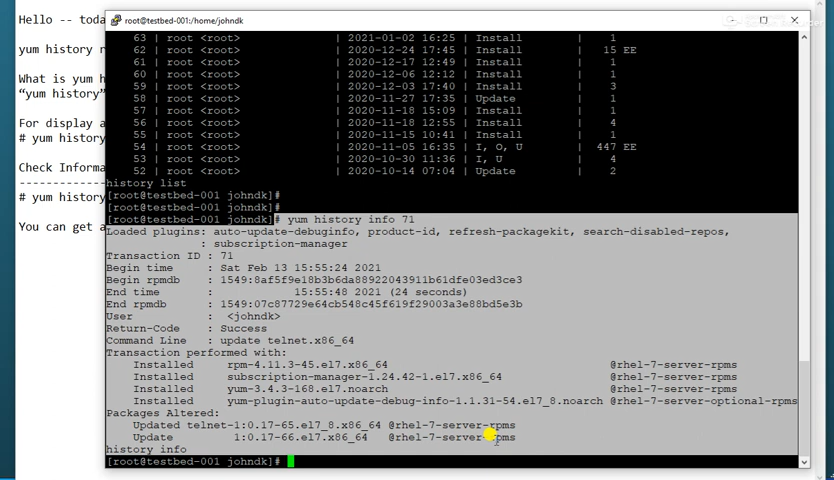 Hello -- toda
yum history r
What is yum h
“yum history”
For display a
# yum history
Check Informa
-------------
# yum history
You can get a
root@testbed-001:/home/johndk
63 | root <root> | 2021-01-02 16:25 | Install | 1
62 | root <root> | 2020-12-24 17:45 | Install | 15 EE
61 | root <root> | 2020-12-17 12:49 | Install | 1
60 | root <root> | 2020-12-06 12:12 | Install | 1
59 | root <root> | 2020-12-03 17:40 | Install | 3
58 | root <root> | 2020-11-27 17:35 | Update | 1
57 | root <root> | 2020-11-18 15:09 | Install | 1
56 | root <root> | 2020-11-18 12:55 | Install | 4
55 | root <root> | 2020-11-15 10:41 | Install | 1
54 | root <root> | 2020-11-05 16:35 | I, O, U | 447 EE
53 | root <root> | 2020-10-30 11:36 | I, U | 4
52 | root <root> | 2020-10-14 07:04 | Update | 2
history list
[root@testbed-001 johndk]#
[root@testbed-001 johndk]#
[root@testbed-001 johndk]# yum history info 71
Loaded plugins: auto-update-debuginfo, product-id, refresh-packagekit, search-disabled-repos,
: subscription-manager
Transaction ID : 71
Begin time : Sat Feb 13 15:55:24 2021
Begin rpmdb : 1549:8af5f9e18b3b6da88922043911b61dfe03ed3ce3
End time : 15:55:48 2021 (24 seconds)
End rpmdb : 1549:07c87729e64cb548c45f619f29003a3e88bd5e3b
User : <johndk>
Return-Code : Success
Command Line : update telnet.x86_64
Transaction performed with:
Installed rpm-4.11.3-45.el7.x86_64 @rhel-7-server-rpms
Installed subscription-manager-1.24.42-1.el7.x86_64 @rhel-7-server-rpms
Installed yum-3.4.3-168.el7.noarch @rhel-7-server-rpms
Installed yum-plugin-auto-update-debug-info-1.1.31-54.el7_8.noarch @rhel-7-server-optional-rpms
Packages Altered:
Updated telnet-1:0.17-65.el7_8.x86_64 @rhel-7-server-rpms
Update 1:0.17-66.el7.x86_64 @rhel-7-server-rpms
history info
[root@testbed-001 johndk]#